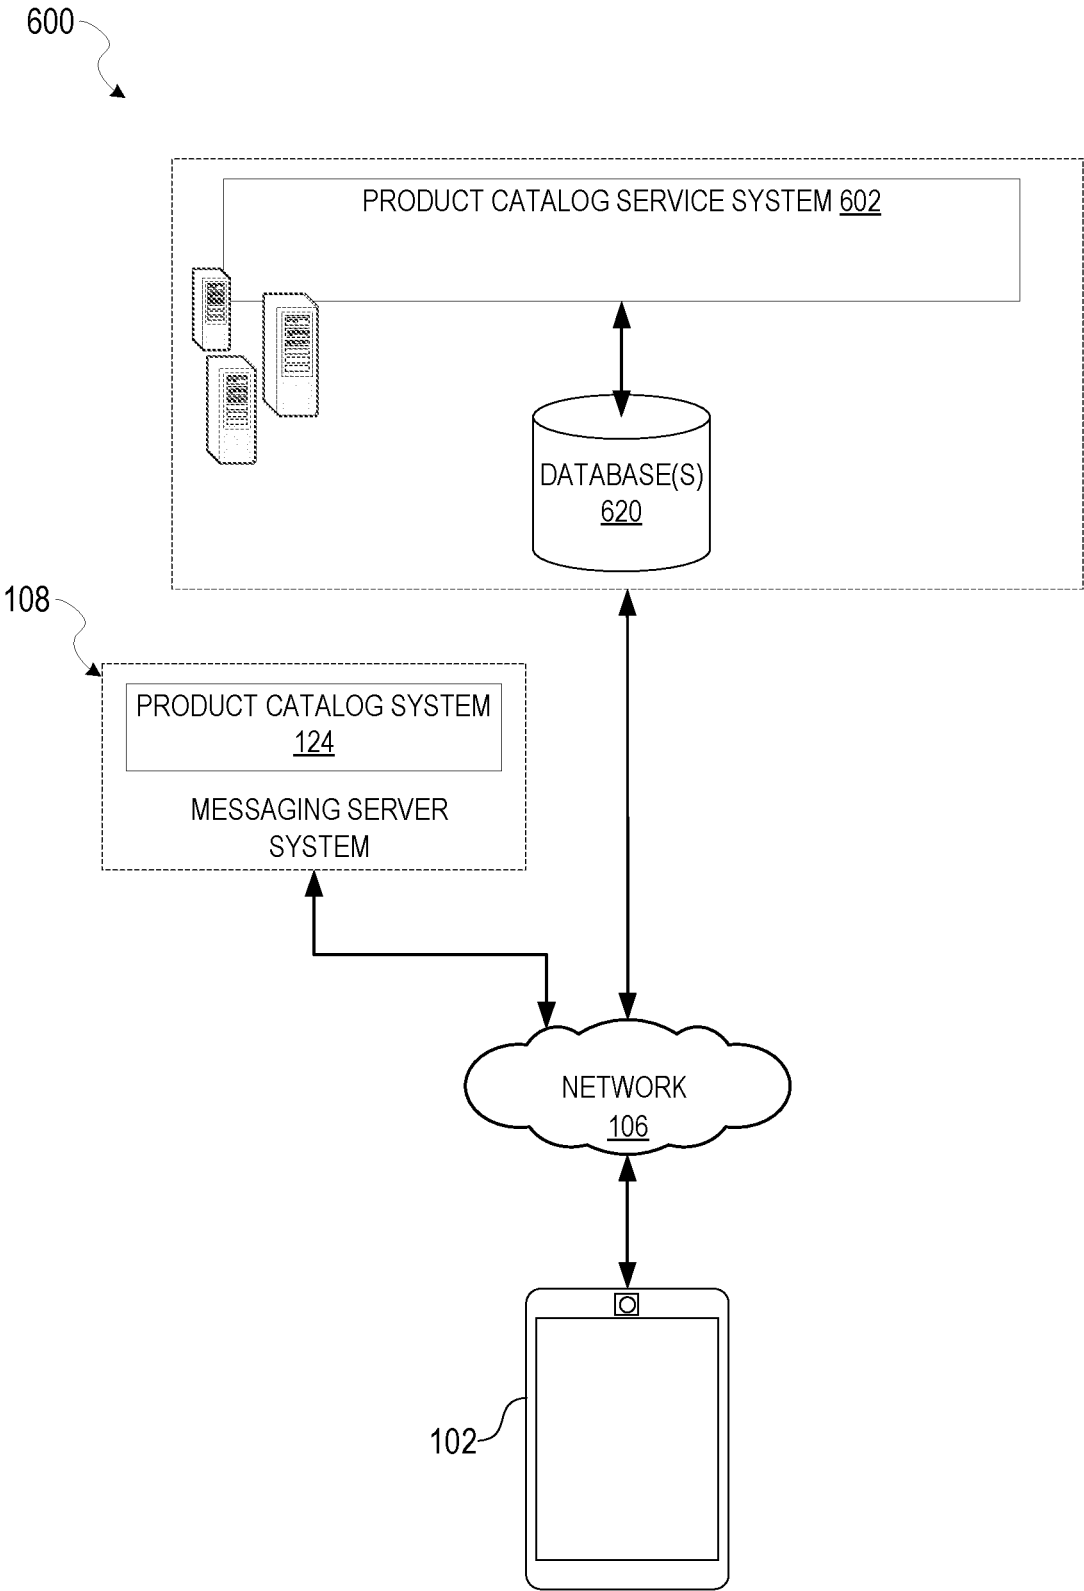 600
PRODUCT CATALOG SERVICE SYSTEM 602
DATABASE(S)
620
108
PRODUCT CATALOG SYSTEM
124
MESSAGING SERVER
SYSTEM
NETWORK
106
102